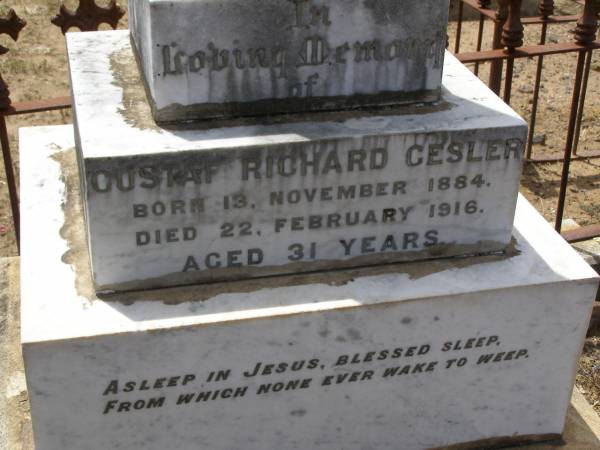 In
Loving Memory
of
GUSTAF RICHARD GESLER
BORN 13. NOVEMBER 1884.
DIED 22. FEBRUARY 1916.
AGED 31 YEARS.
ASLEEP IN JESUS, BLESSED SLEEP,
FROM WHICH NONE EVER WAKE TO WEEP.